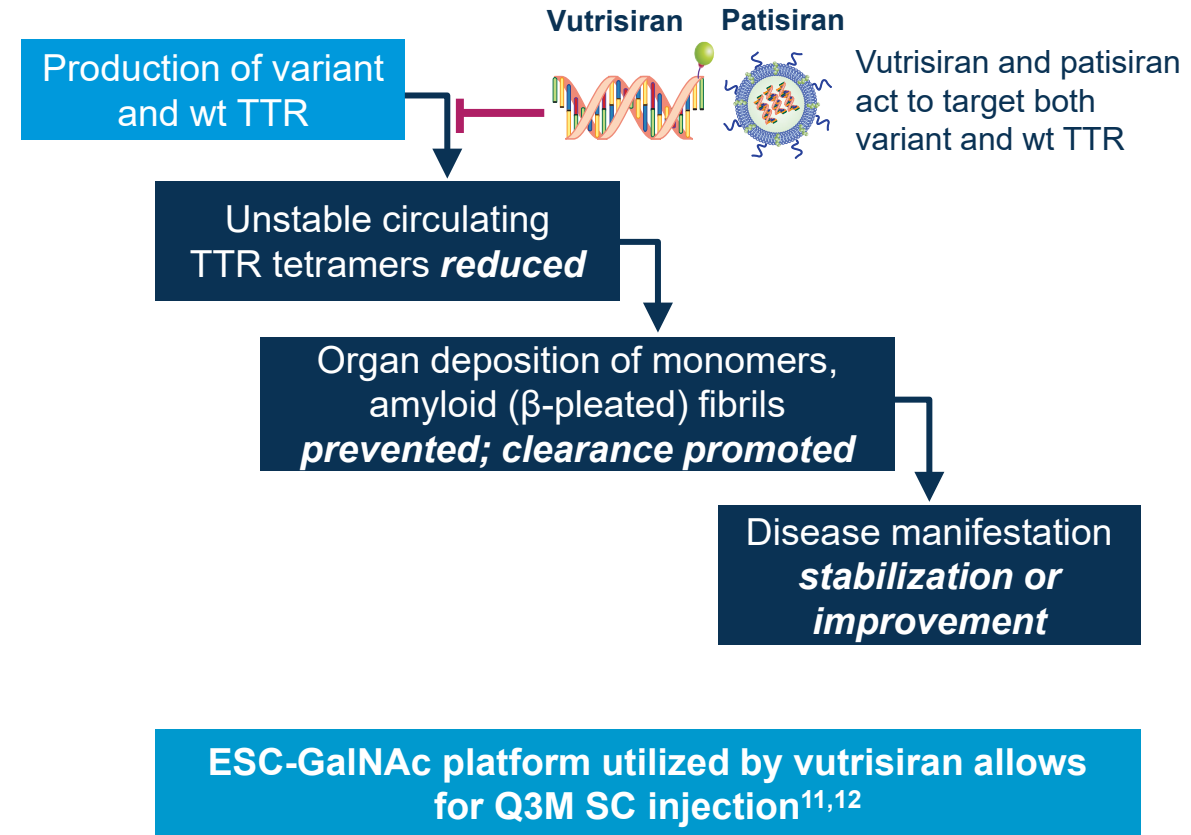 Vutrisiran Patisiran
Production of variant
and wt TTR
Vutrisiran and patisiran
act to target both
variant and wt TTR
Unstable circulating
TTR tetramers reduced
Organ deposition of monomers,
amyloid (β-pleated) fibrils
prevented; clearance promoted
Disease manifestation
stabilization or
improvement
ESC-GalNAc platform utilized by vutrisiran allows
for Q3M SC injection11,12